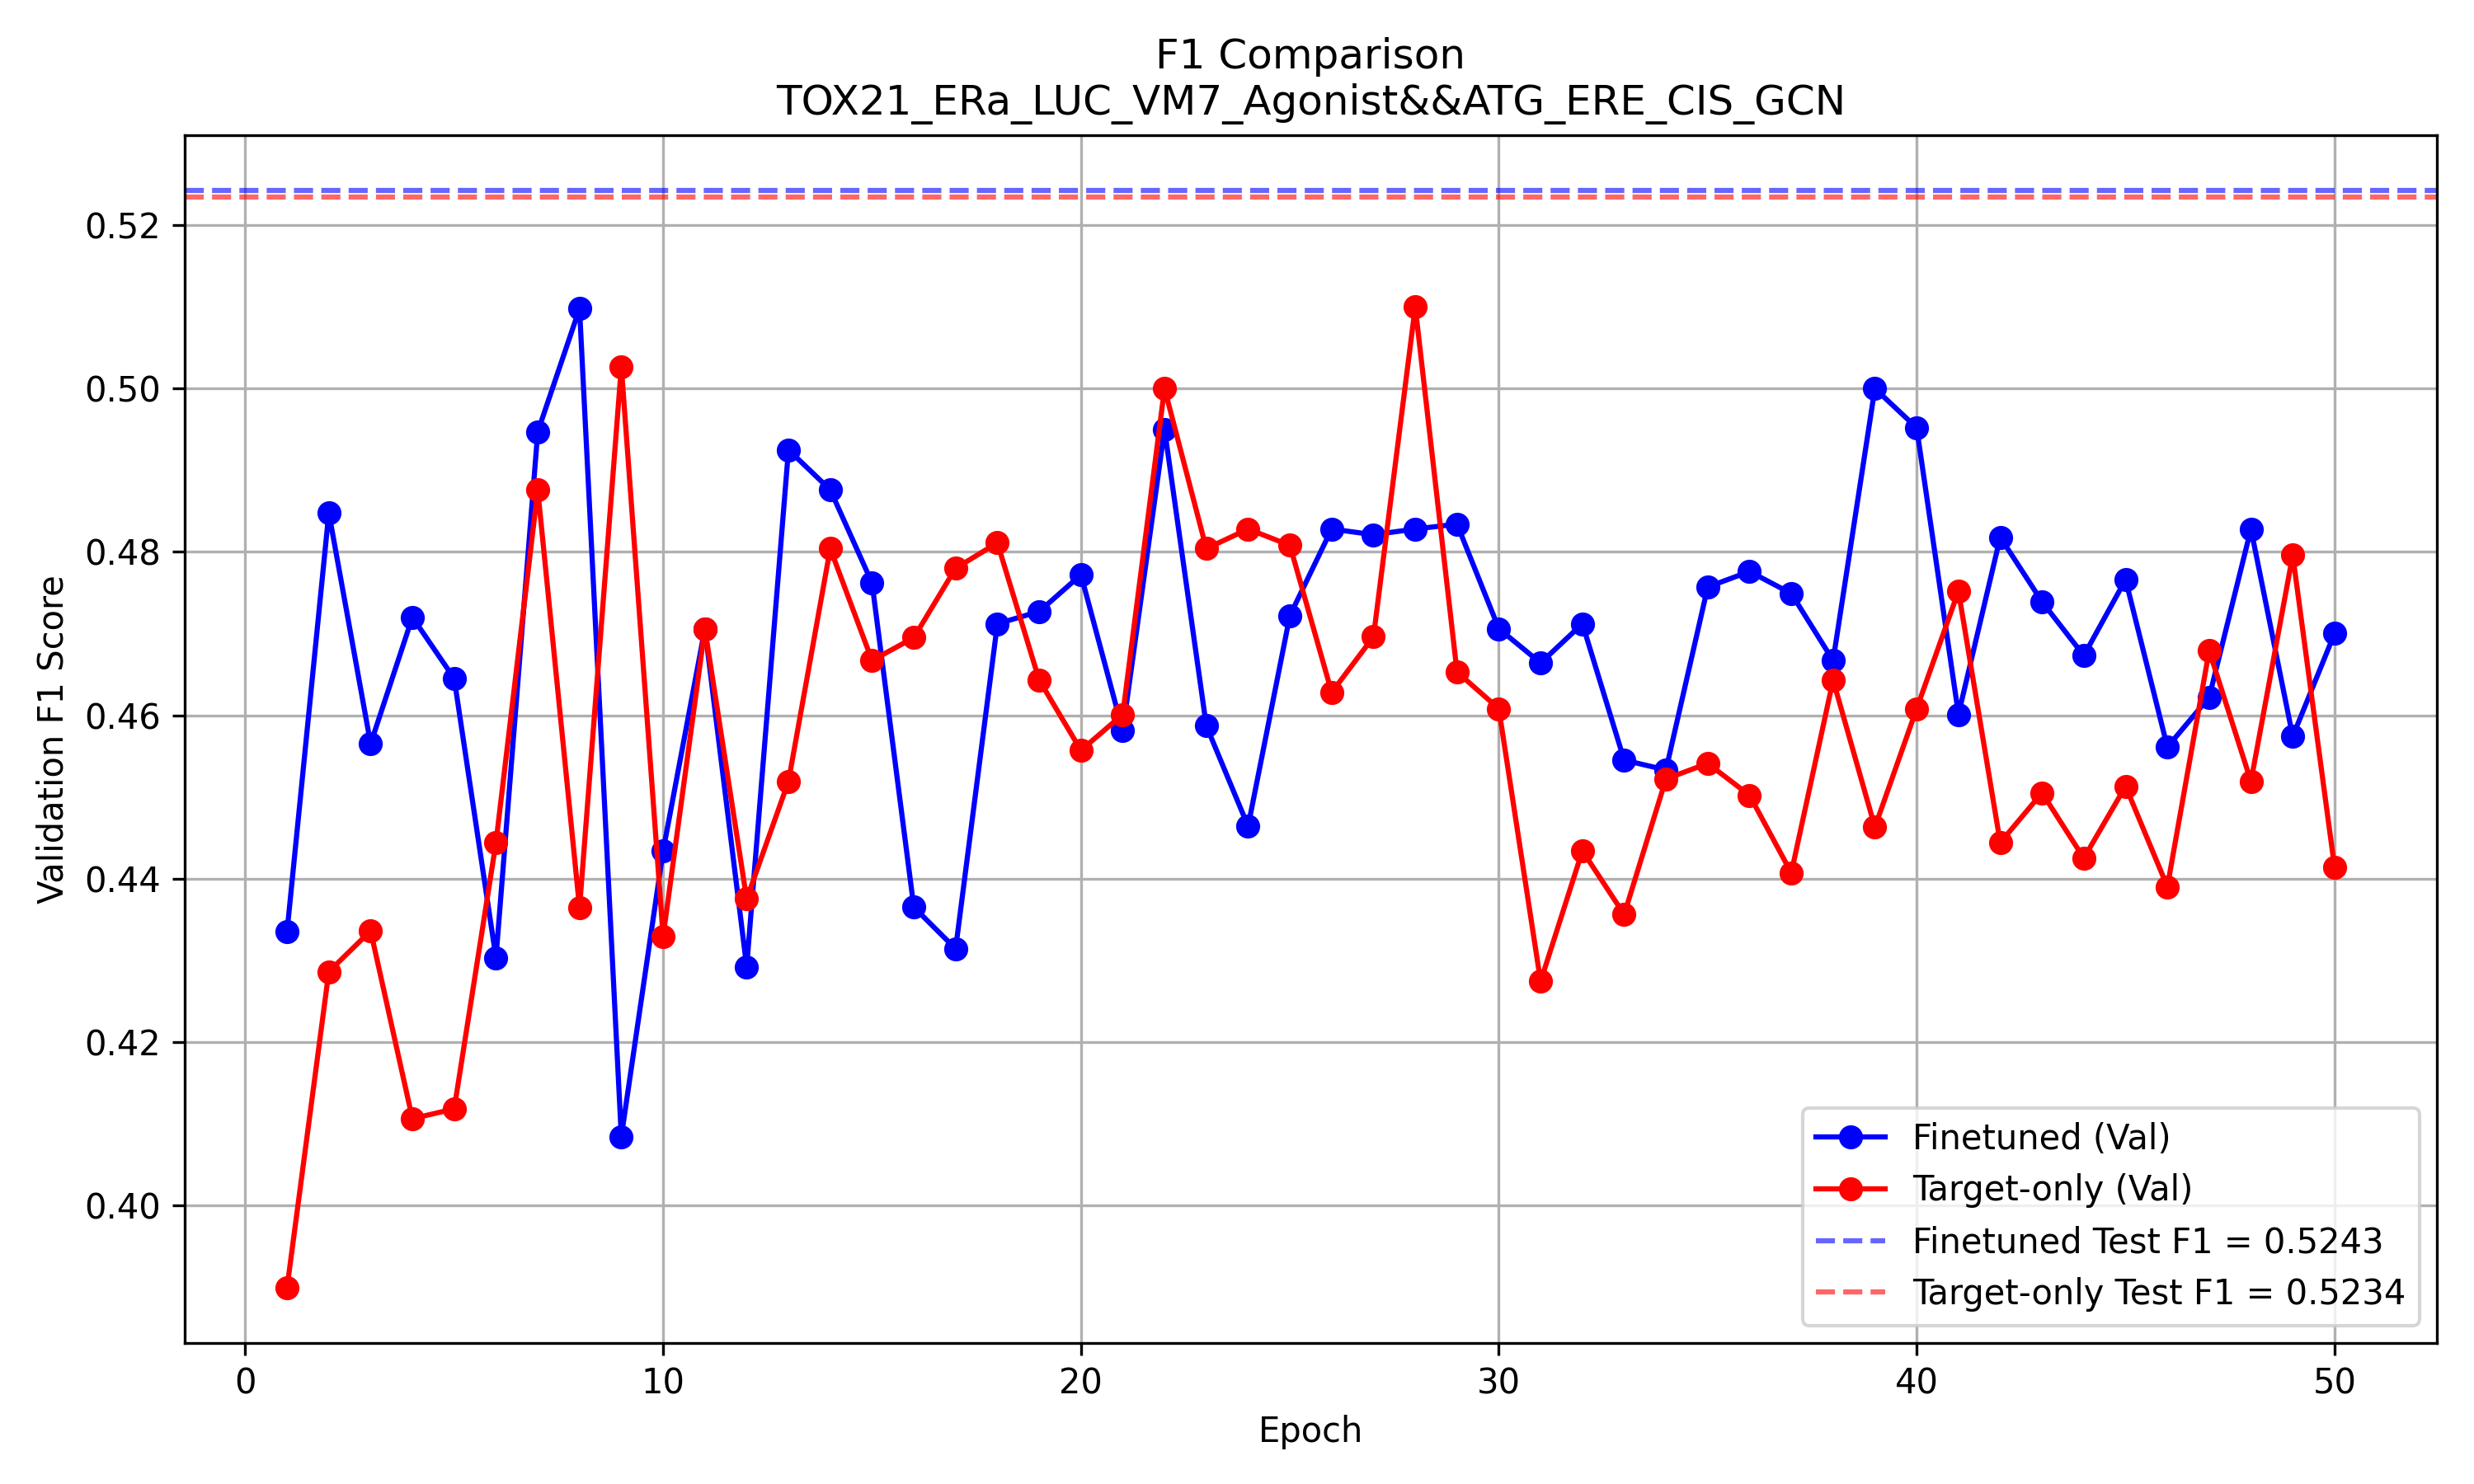 F1 Comparison
TOX21_ERa_LUC_VM7_Agonist&&ATG_ERE_CIS_GCN
Validation F1 Score
0.52
0.50
0.48
0.46
0.44
0.42
0.40
0 10 20 30 40 50
Epoch
Finetuned (Val)
Target-only (Val)
Finetuned Test F1 = 0.5243
Target-only Test F1 = 0.5234